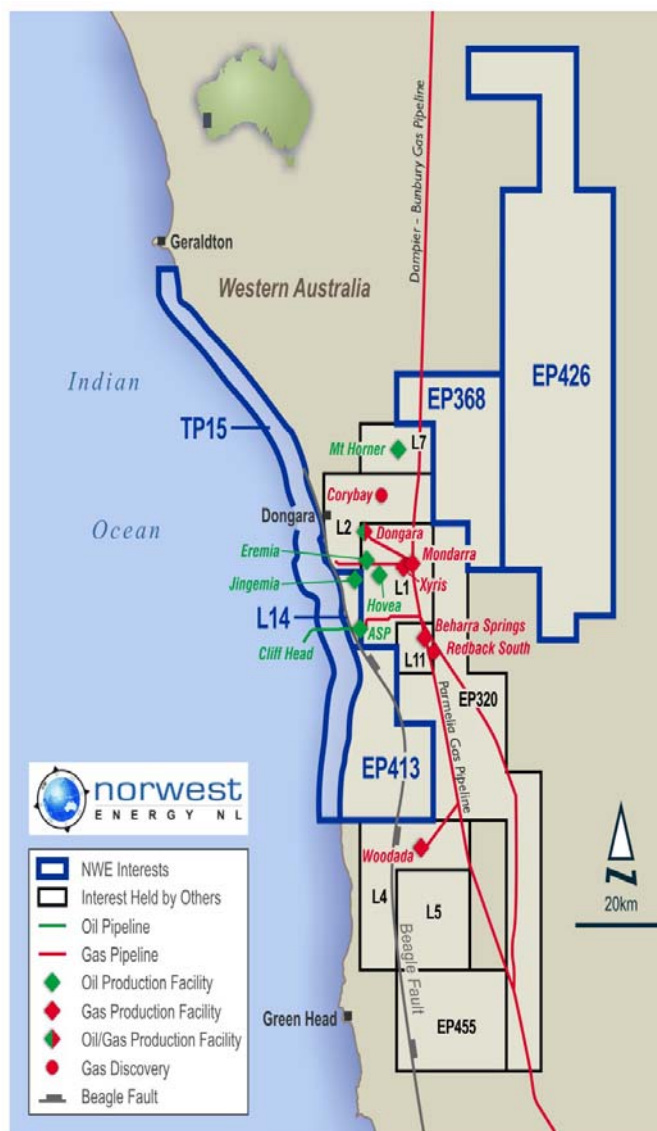 Geraldton
Western Australia
Dampier - Bunbury Gas Pipeline
Indian
Ocean
TP15
EP368
EP426
Mt Horner
L7
Corybay
Dongara
L2
Dongara
Eremia
Mondarra
Jingemia
L1
Xyris
Hovea
L14
ASP
Cliff Head
Beharra Springs
Redback South
L11
EP320
Parmelia Gas Pipeline
EP413
Woodada
L4
L5
Beagle Fault
Green Head
EP455
norwest
ENERGY NL
NWE Interests
Interest Held by Others
Oil Pipeline
Gas Pipeline
Oil Production Facility
Gas Production Facility
Oil/Gas Production Facility
Gas Discovery
Beagle Fault
N
20km